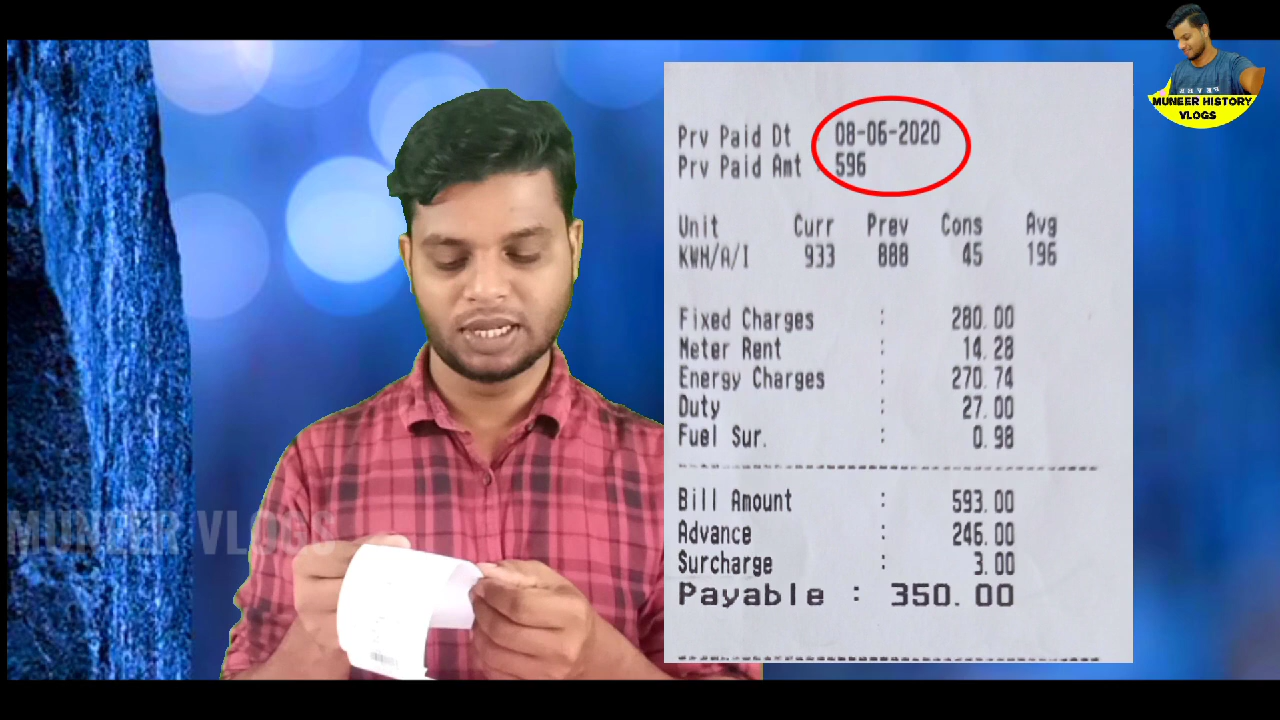 MUNEER HISTORY
VLOGS
Prv Paid Dt 08-06-2020
Prv Paid Amt 596
Unit Curr Prev Cons Avg
KWH/A/I 933 888 45 196
Fixed Charges : 280.00
Meter Rent : 14.28
Energy Charges : 270.74
Duty : 27.00
Fuel Sur. : 0.98
Bill Amount : 593.00
Advance : 246.00
Surcharge : 3.00
Payable : 350.00
MUNEER VLOGS